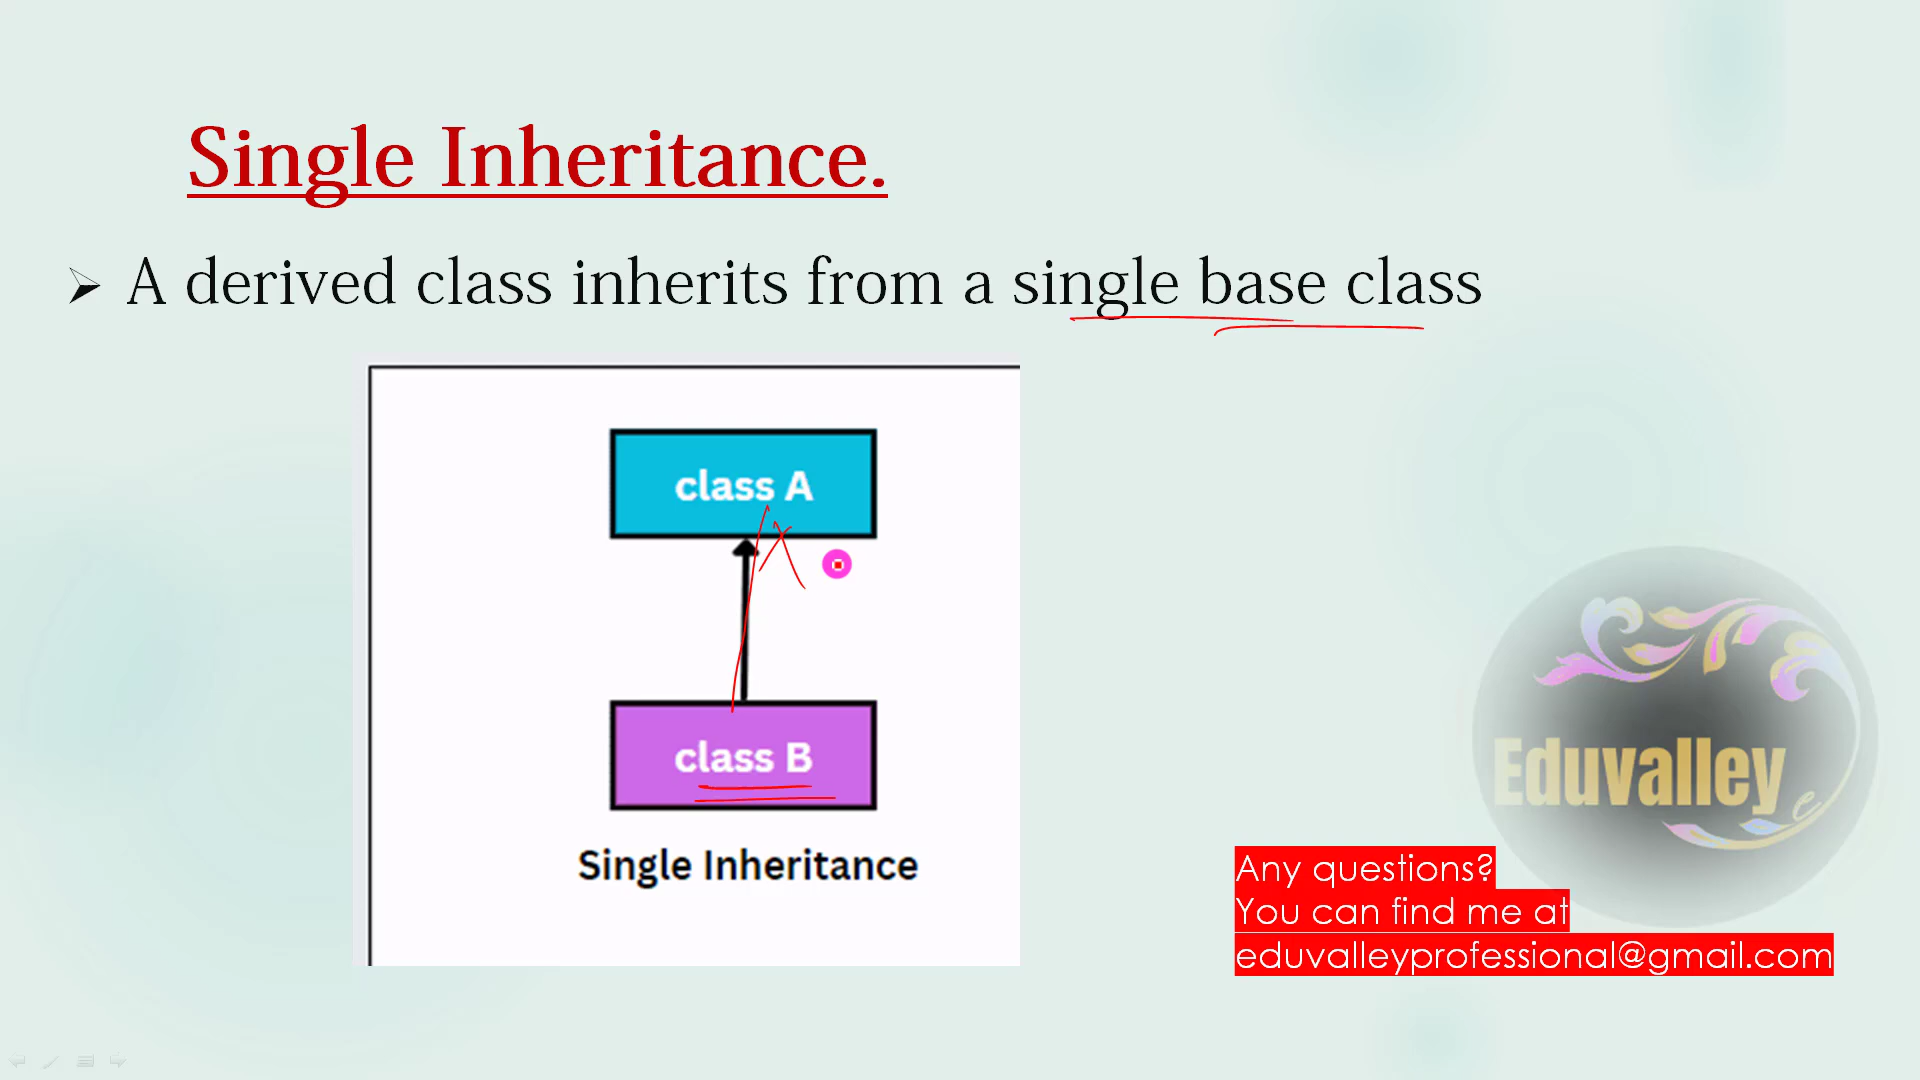 Single Inheritance.
A derived class inherits from a single base class
class A
class B
Single Inheritance
Eduvalley
e
Any questions?
You can find me at
eduvalleyprofessional@gmail.com